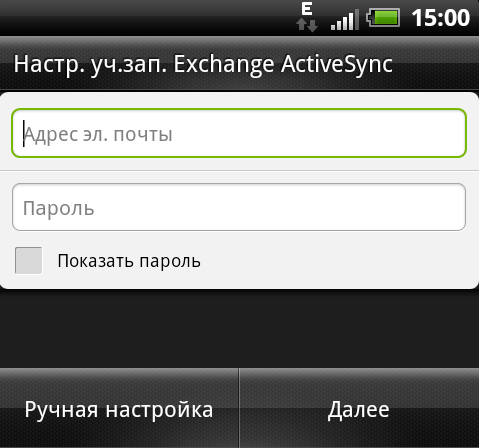 E
15:00
Настр. уч.зап. Exchange ActiveSync
Адрес эл. почты
Пароль
Показать пароль
Ручная настройка
Далее